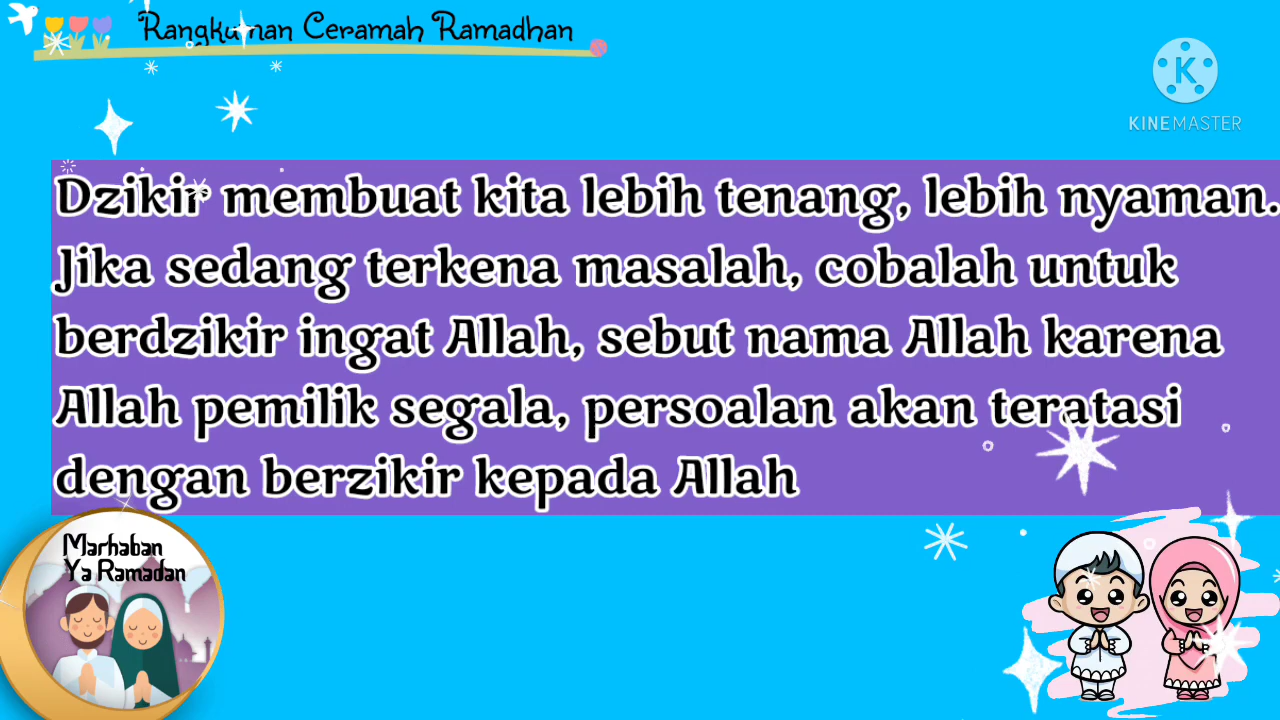 Rangkuman Ceramah Ramadhan
KINEMASTER
Dzikir membuat kita lebih tenang, lebih nyaman.
Jika sedang terkena masalah, cobalah untuk
berdzikir ingat Allah, sebut nama Allah karena
Allah pemilik segala, persoalan akan teratasi
dengan berzikir kepada Allah
Marhaban
Ya Ramadan